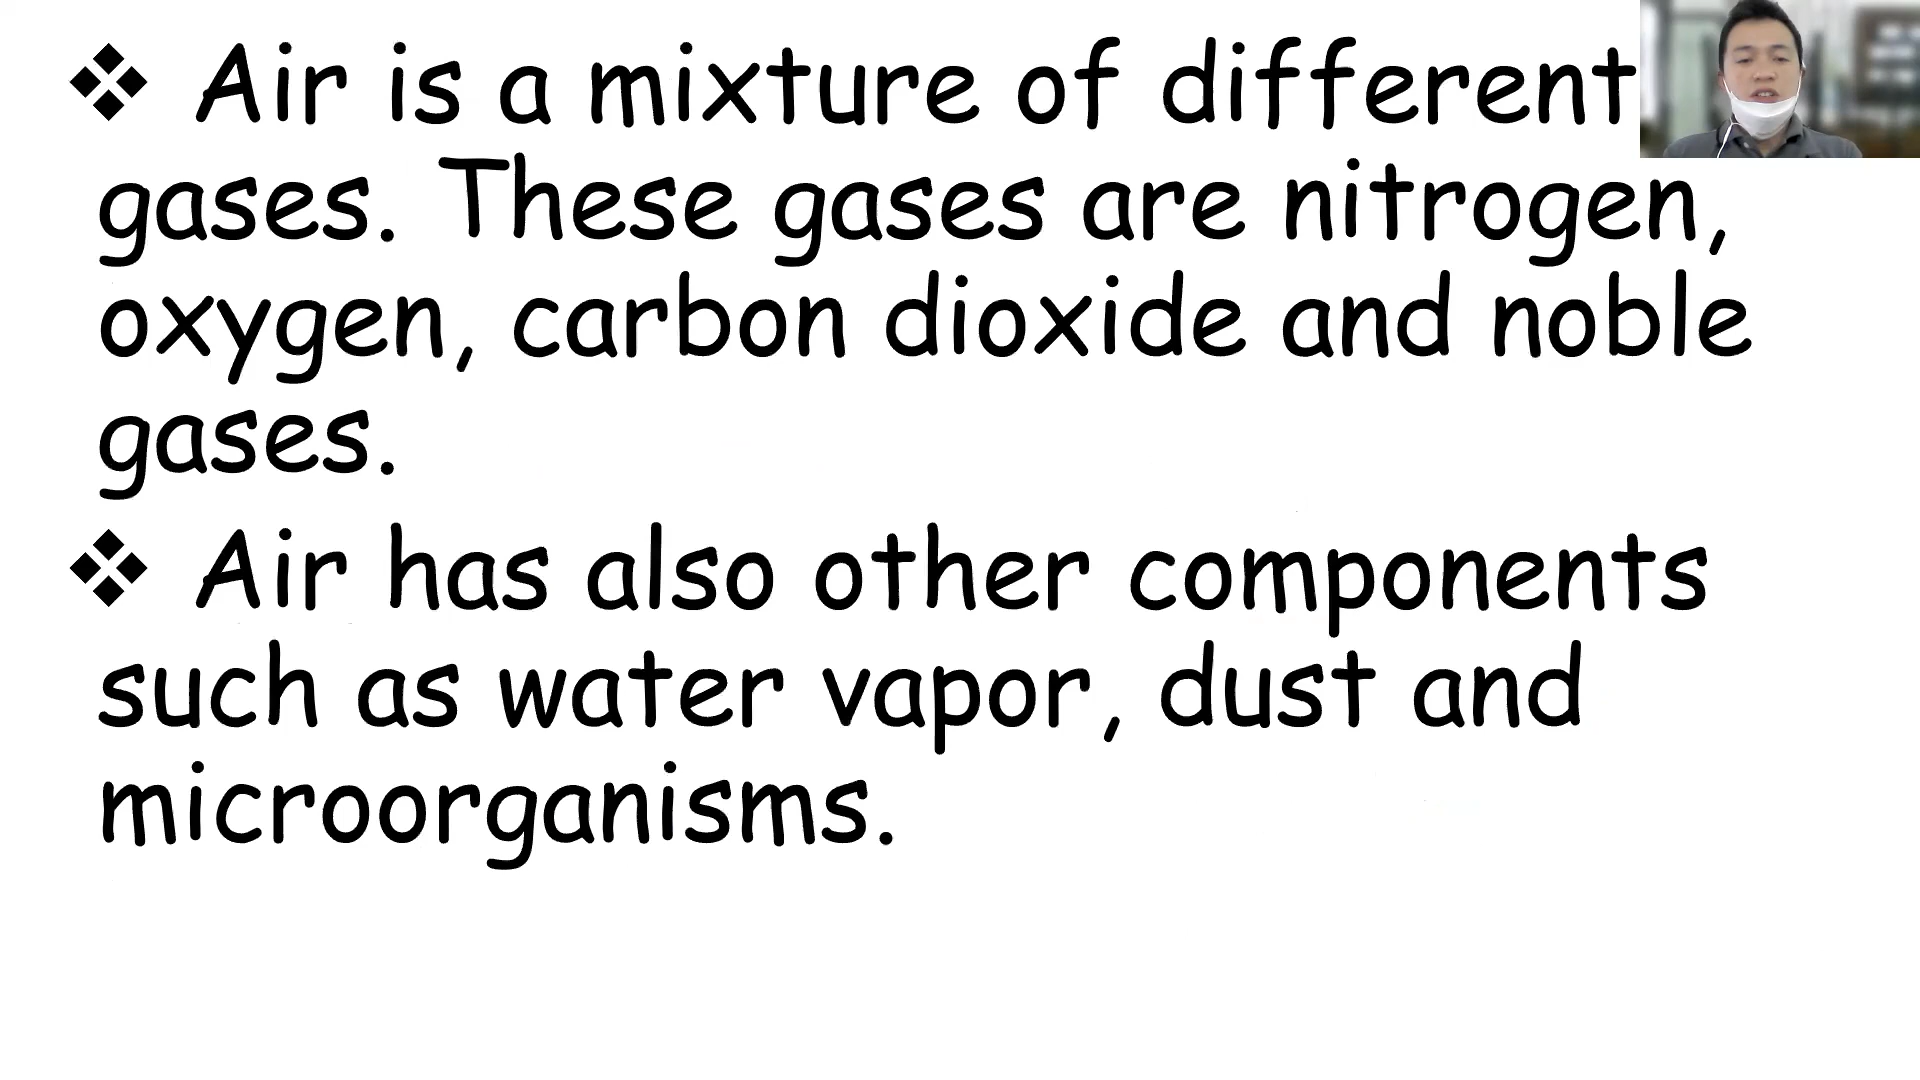 ❖ Air is a mixture of different
gases. These gases are nitrogen,
oxygen, carbon dioxide and noble
gases.
❖ Air has also other components
such as water vapor, dust and
microorganisms.